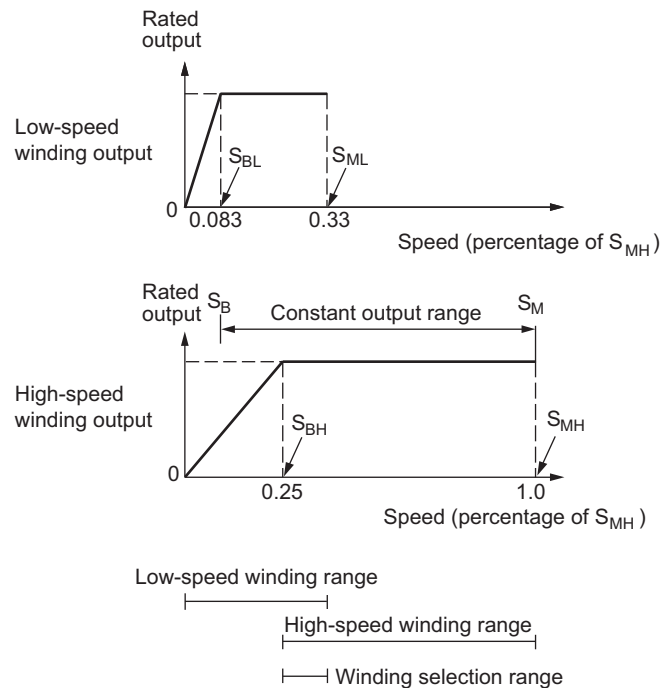 Rated
output
Low-speed
winding output
S_BL
S_ML
0
0.083
0.33
Speed (percentage of S_MH)
Rated
output
S_B
Constant output range
S_M
High-speed
winding output
S_BH
S_MH
0
0.25
1.0
Speed (percentage of S_MH)
Low-speed winding range
High-speed winding range
Winding selection range